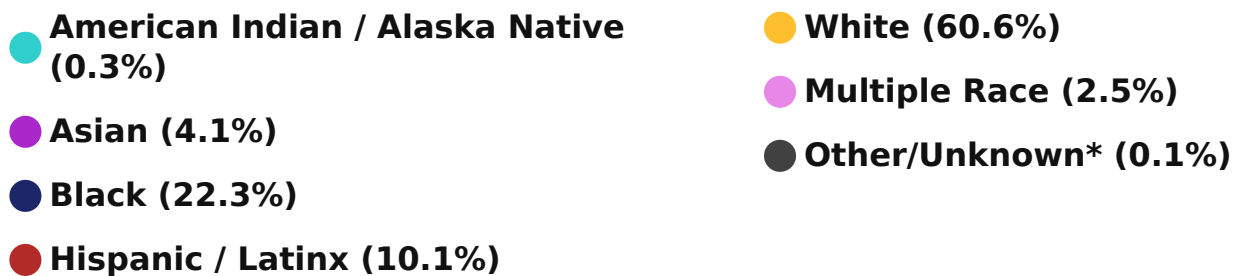 American Indian / Alaska Native
(0.3%)
Asian (4.1%)
Black (22.3%)
Hispanic / Latinx (10.1%)
White (60.6%)
Multiple Race (2.5%)
Other/Unknown* (0.1%)